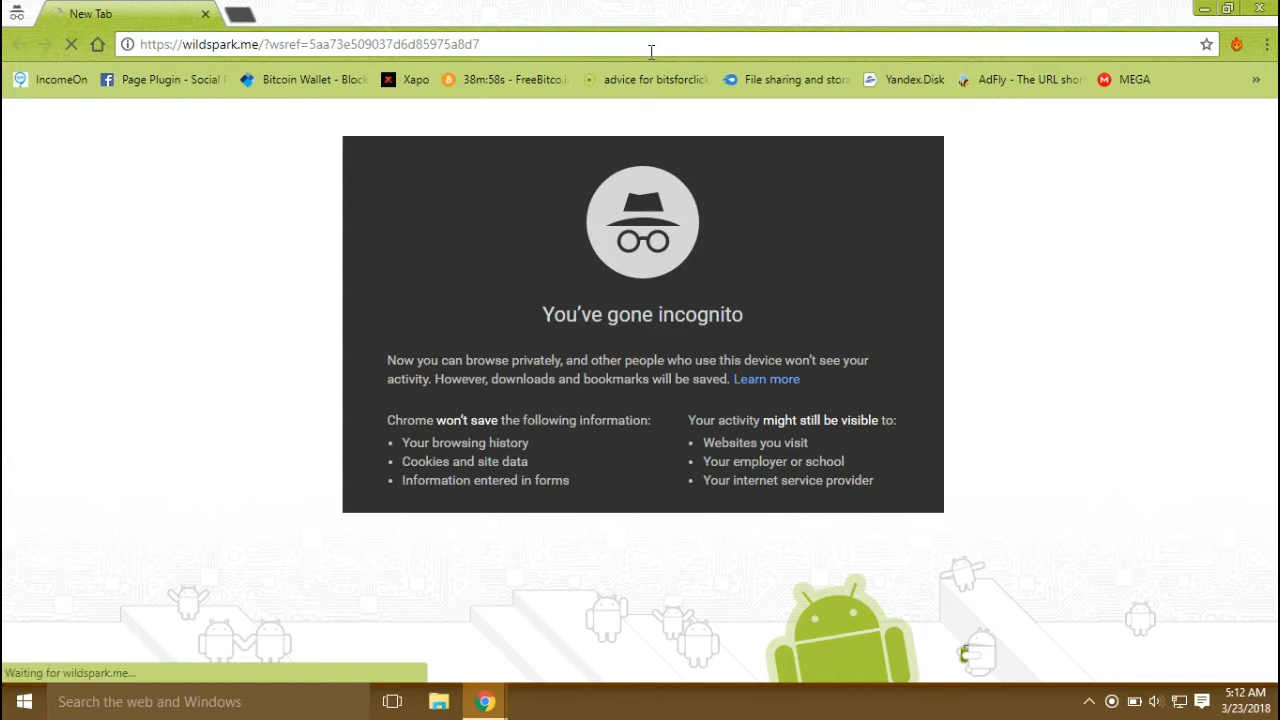 New Tab
https://wildspark.me/?wsref=5aa73e509037d6d85975a8d7
IncomeOn
Page Plugin - Social
Bitcoin Wallet - Block
Xapo
38m:58s - FreeBitco.i
advice for bitsforclick
File sharing and stora
Yandex.Disk
AdFly - The URL shor
MEGA
»
You've gone incognito
Now you can browse privately, and other people who use this device won't see your
activity. However, downloads and bookmarks will be saved. Learn more
Chrome won't save the following information:
• Your browsing history
• Cookies and site data
• Information entered in forms
Your activity might still be visible to:
• Websites you visit
• Your employer or school
• Your internet service provider
Waiting for wildspark.me...
Search the web and Windows
5:12 AM
3/23/2018